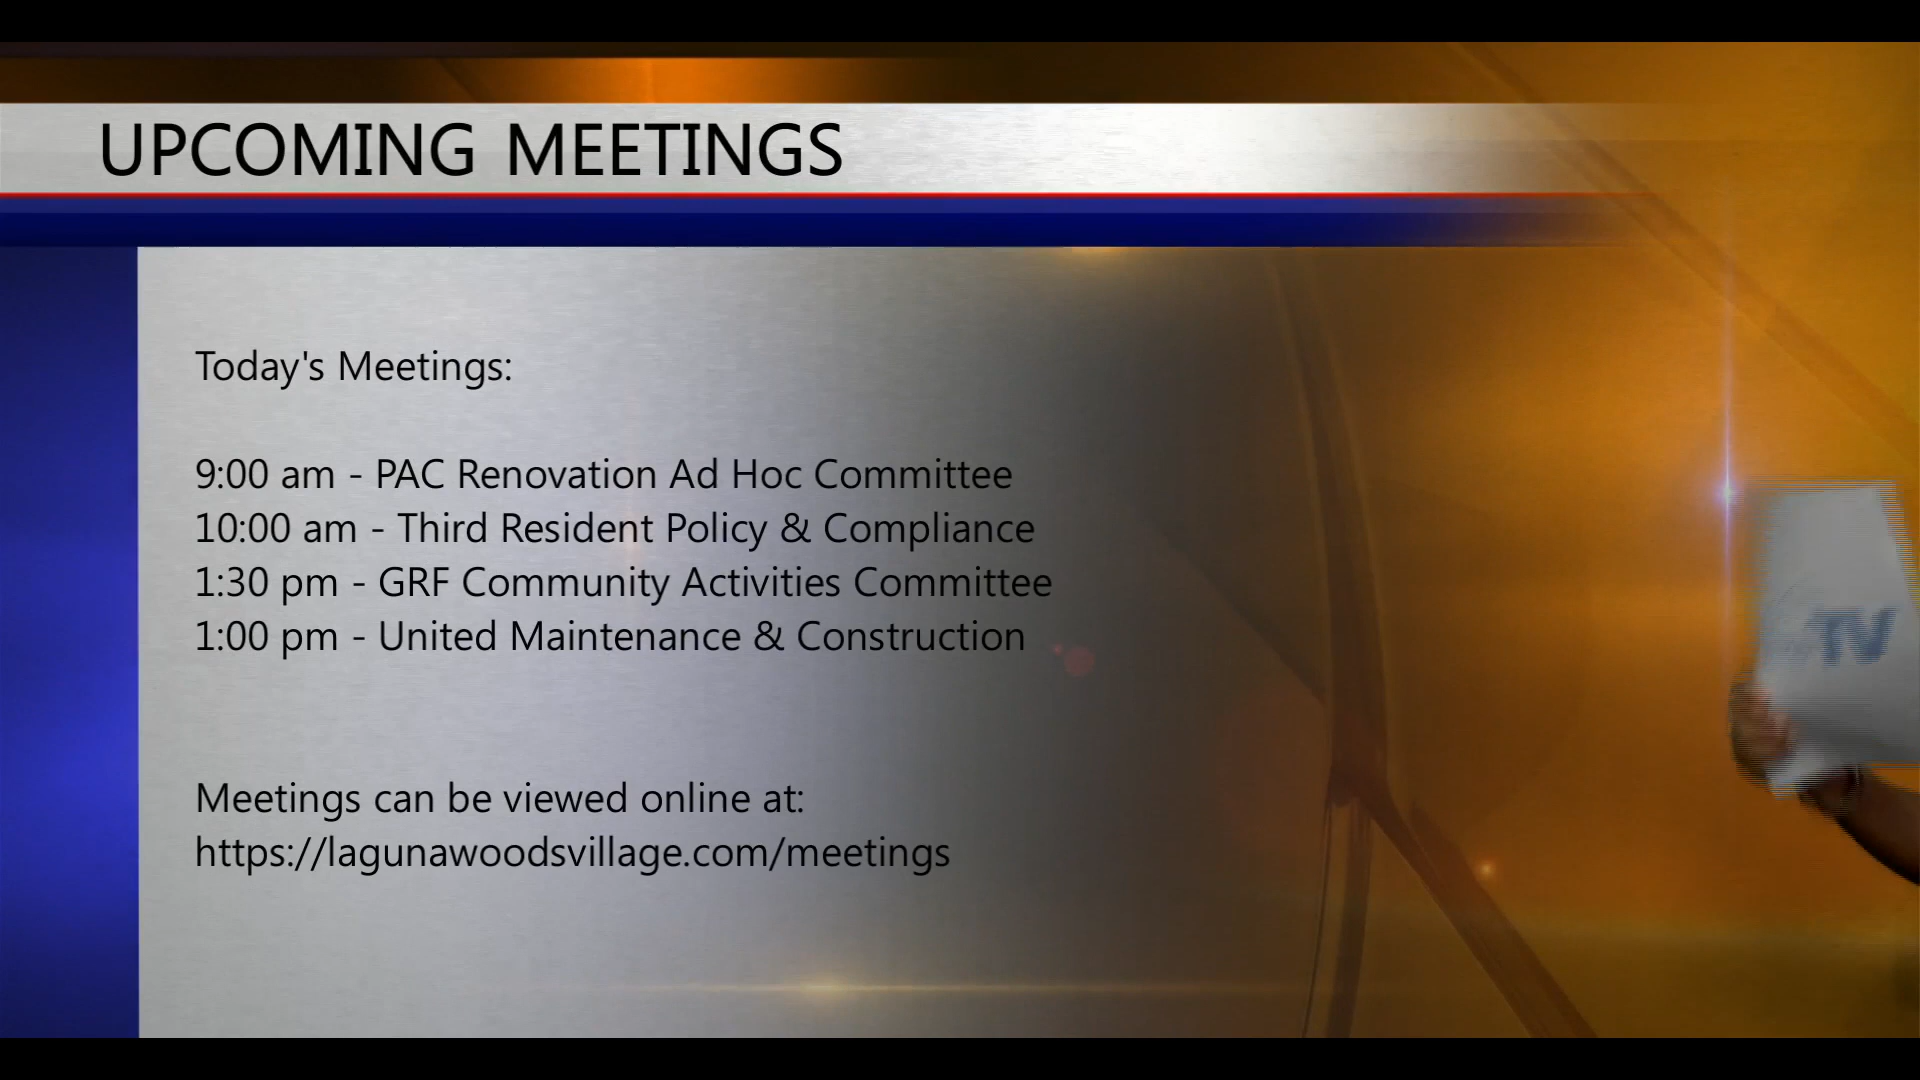 UPCOMING MEETINGS
Today's Meetings:
9:00 am - PAC Renovation Ad Hoc Committee
10:00 am - Third Resident Policy & Compliance
1:30 pm - GRF Community Activities Committee
1:00 pm - United Maintenance & Construction
Meetings can be viewed online at:
https://lagunawoodsvillage.com/meetings
TV